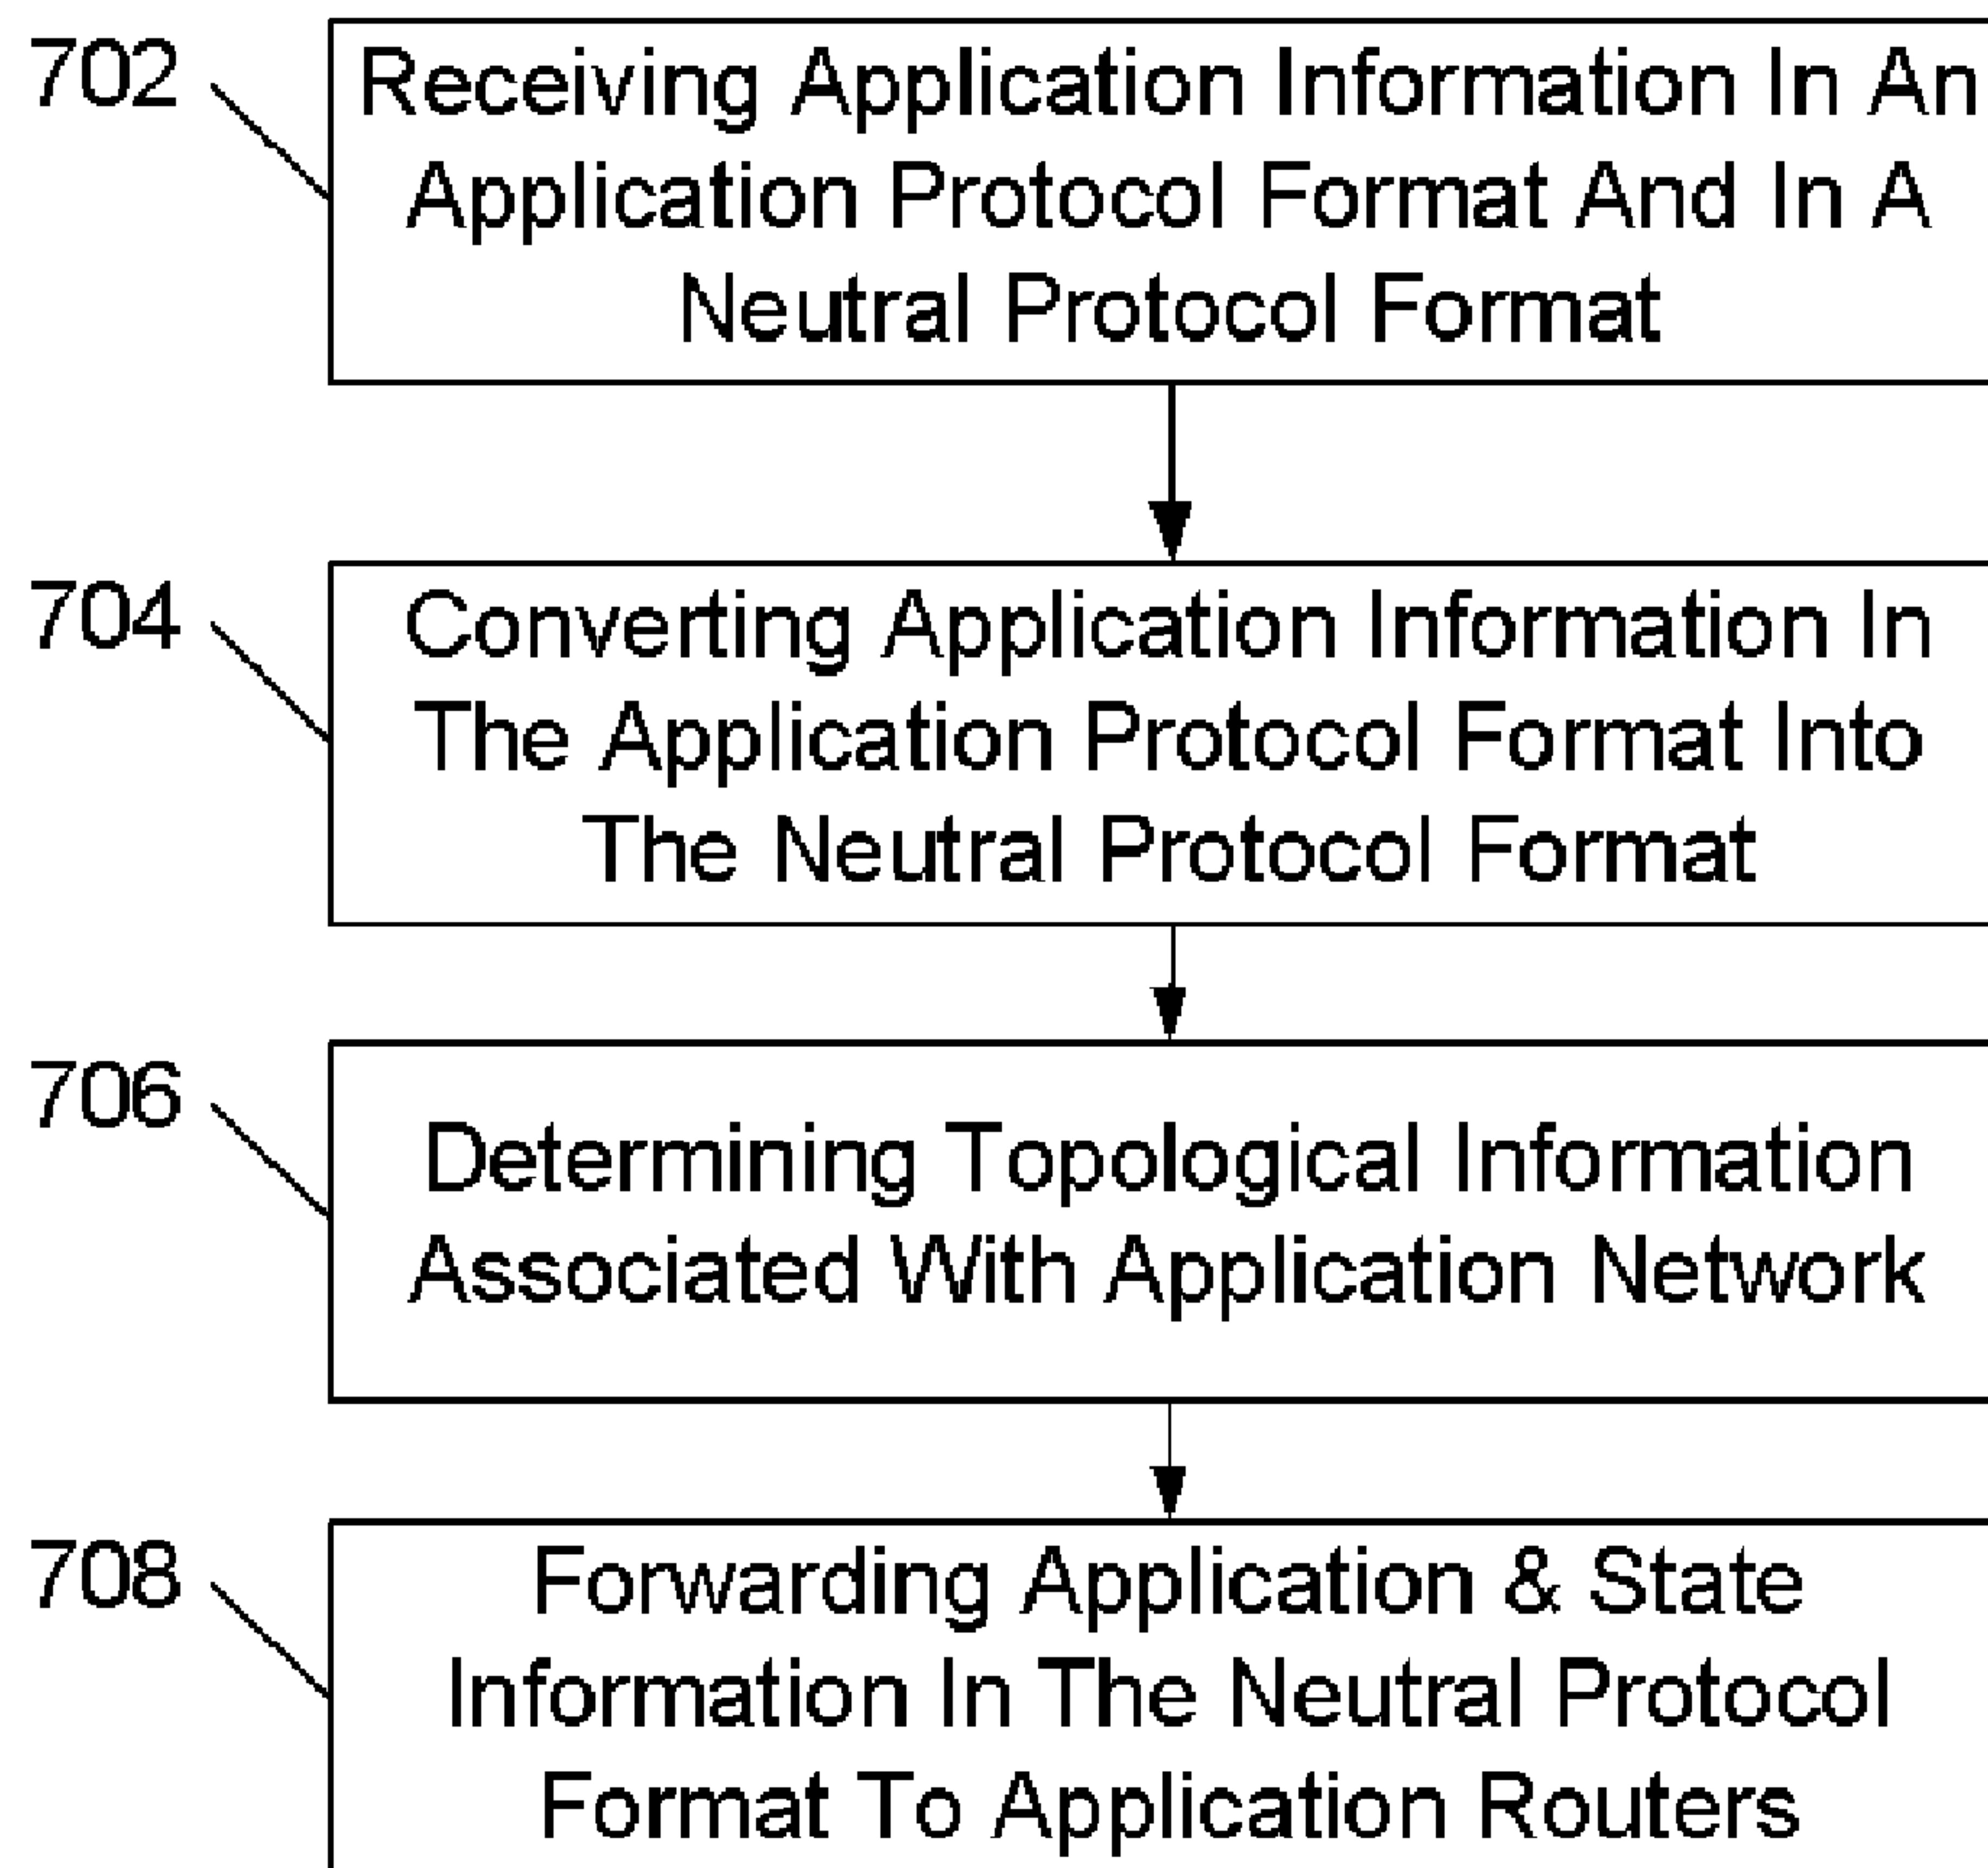 702
Receiving Application Information In An
Application Protocol Format And In A
Neutral Protocol Format
704
Converting Application Information In
The Application Protocol Format Into
The Neutral Protocol Format
706
Determining Topological Information
Associated With Application Network
708
Forwarding Application & State
Information In The Neutral Protocol
Format To Application Routers